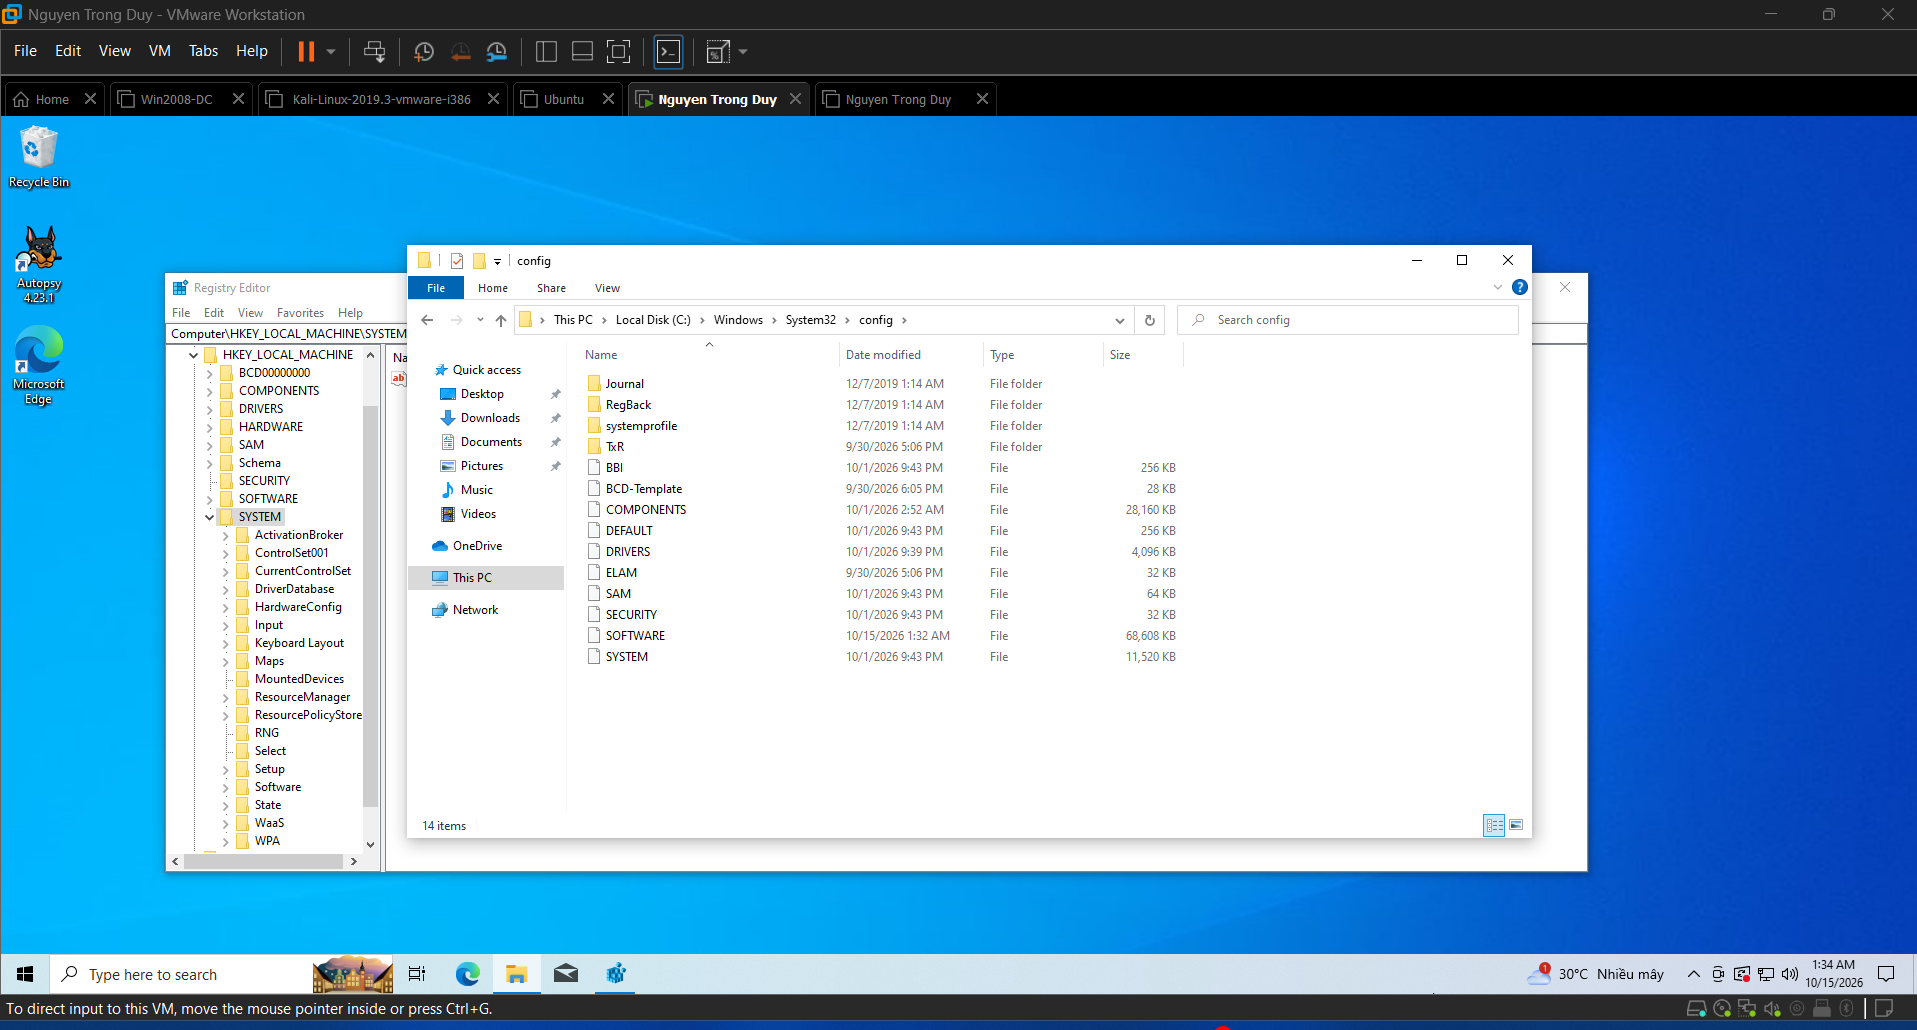 Nguyen Trong Duy - VMware Workstation
File Edit View VM Tabs Help
Home Win2008-DC Kali-Linux-2019.3-vmware-i386 Ubuntu Nguyen Trong Duy Nguyen Trong Duy
Recycle Bin
Autopsy
4.23.1
Microsoft
Edge
Registry Editor
File Edit View Favorites Help
Computer\HKEY_LOCAL_MACHINE\SYSTEM
HKEY_LOCAL_MACHINE
BCD00000000
COMPONENTS
DRIVERS
HARDWARE
SAM
Schema
SECURITY
SOFTWARE
SYSTEM
ActivationBroker
ControlSet001
CurrentControlSet
DriverDatabase
HardwareConfig
Input
Keyboard Layout
Maps
MountedDevices
ResourceManager
ResourcePolicyStore
RNG
Select
Setup
Software
State
WaaS
WPA
Na
ab
config
File Home Share View
This PC Local Disk (C:) Windows System32 config
Search config
Quick access
Desktop
Downloads
Documents
Pictures
Music
Videos
OneDrive
This PC
Network
Name Date modified Type Size
Journal 12/7/2019 1:14 AM File folder
RegBack 12/7/2019 1:14 AM File folder
systemprofile 12/7/2019 1:14 AM File folder
TxR 9/30/2026 5:06 PM File folder
BBI 10/1/2026 9:43 PM File 256 KB
BCD-Template 9/30/2026 6:05 PM File 28 KB
COMPONENTS 10/1/2026 2:52 AM File 28,160 KB
DEFAULT 10/1/2026 9:43 PM File 256 KB
DRIVERS 10/1/2026 9:39 PM File 4,096 KB
ELAM 9/30/2026 5:06 PM File 32 KB
SAM 10/1/2026 9:43 PM File 64 KB
SECURITY 10/1/2026 9:43 PM File 32 KB
SOFTWARE 10/15/2026 1:32 AM File 68,608 KB
SYSTEM 10/1/2026 9:43 PM File 11,520 KB
14 items
Type here to search
1
30°C Nhiều mây
1:34 AM
10/15/2026
To direct input to this VM, move the mouse pointer inside or press Ctrl+G.